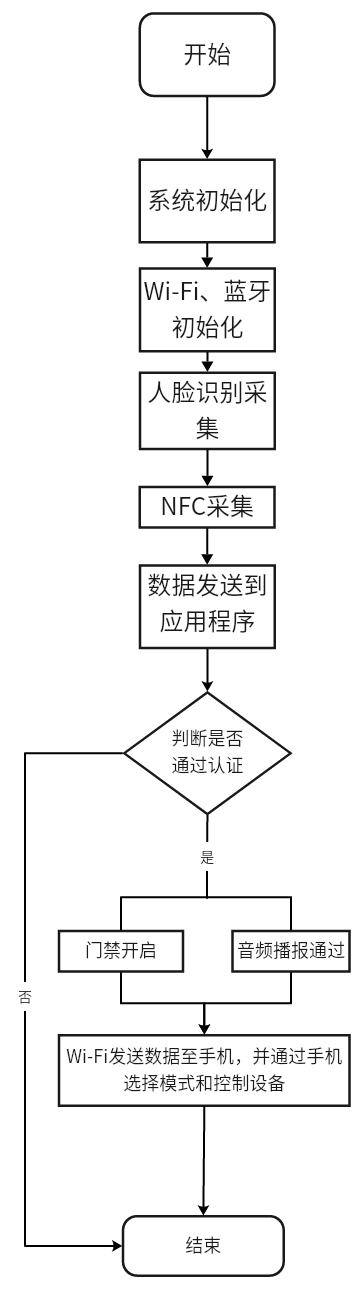 开始
系统初始化
Wi-Fi、蓝牙
初始化
人脸识别采
集
NFC采集
数据发送到
应用程序
判断是否
通过认证
是
门禁开启
音频播报通过
否
Wi-Fi发送数据至手机，并通过手机
选择模式和控制设备
结束